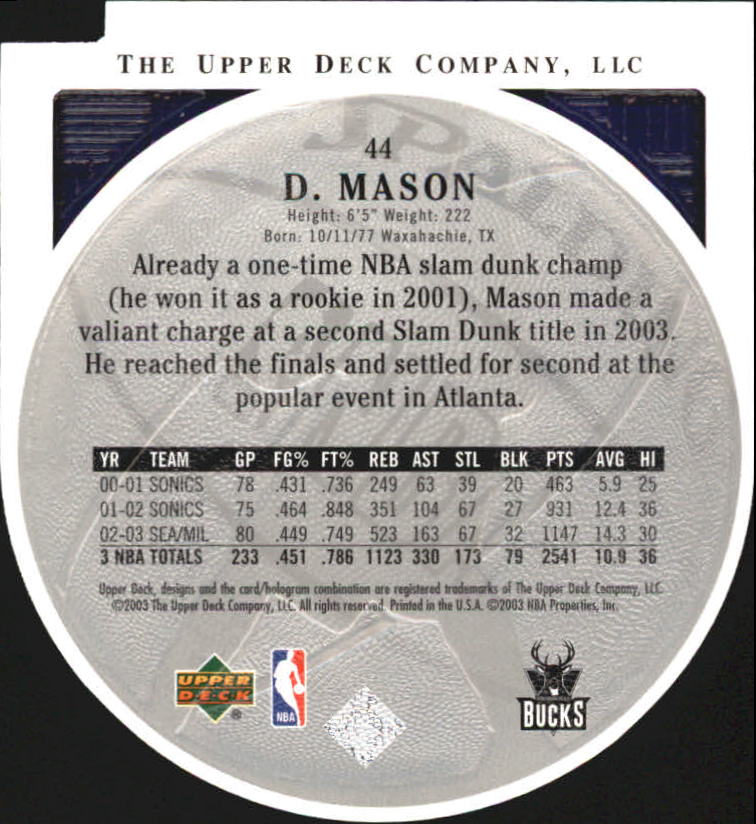 THE UPPER DECK COMPANY, LLC
44
D. MASON
Height: 6'5" Weight: 222
Born: 10/11/77 Waxahachie, TX
Already a one-time NBA slam dunk champ
(he won it as a rookie in 2001), Mason made a
valiant charge at a second Slam Dunk title in 2003.
He reached the finals and settled for second at the
popular event in Atlanta.
YR TEAM GP FG% FT% REB AST STL BLK PTS AVG HI
00-01 SONICS 78 .431 .736 249 63 39 20 463 5.9 25
01-02 SONICS 75 .464 .848 351 104 67 27 931 12.4 36
02-03 SEA/MIL 80 .449 .749 523 163 67 32 1147 14.3 30
3 NBA TOTALS 233 .451 .786 1123 330 173 79 2541 10.9 36
Upper Deck, designs and the card/hologram combination are registered trademarks of The Upper Deck Company, LLC.
©2003 The Upper Deck Company, LLC. All rights reserved. Printed in the U.S.A. ©2003 NBA Properties, Inc.
UPPER
DECK
®
NBA
BUCKS